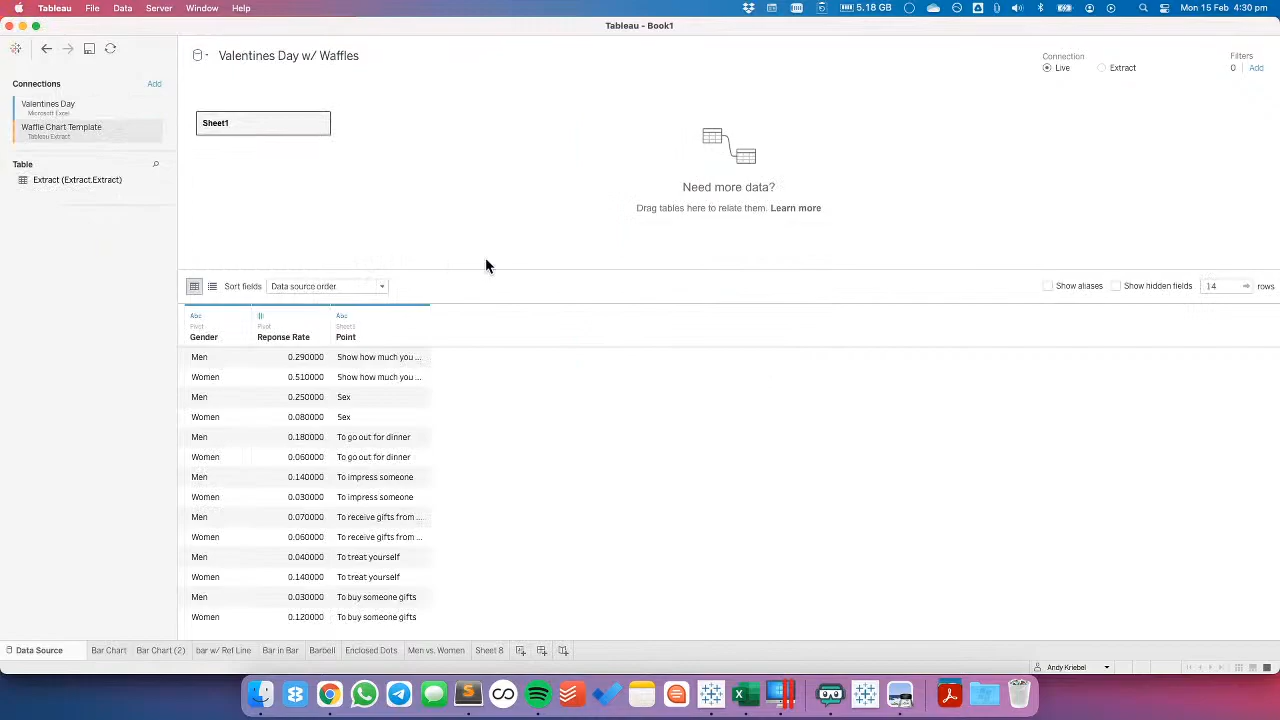 Tableau File Data Server Window Help 5.18 GB Mon 15 Feb 4:30 pm
Tableau - Book1
Valentines Day w/ Waffles
Connection
Live Extract
Filters
0 Add
Connections Add
Valentines Day
Microsoft Excel
Waffle Chart Template
Tableau Extract
Table
Extract (Extract.Extract)
Sheet1
Need more data?
Drag tables here to relate them. Learn more
Sort fields Data source order Show aliases Show hidden fields 14 rows
Abc Abc
Pivot Pivot Sheet1
Gender Reponse Rate Point
Men 0.290000 Show how much you ...
Women 0.510000 Show how much you ...
Men 0.250000 Sex
Women 0.080000 Sex
Men 0.180000 To go out for dinner
Women 0.060000 To go out for dinner
Men 0.140000 To impress someone
Women 0.030000 To impress someone
Men 0.070000 To receive gifts from ...
Women 0.060000 To receive gifts from ...
Men 0.040000 To treat yourself
Women 0.140000 To treat yourself
Men 0.030000 To buy someone gifts
Women 0.120000 To buy someone gifts
Data Source Bar Chart Bar Chart (2) bar w/ Ref Line Bar in Bar Barbell Enclosed Dots Men vs. Women Sheet 8
Andy Kriebel